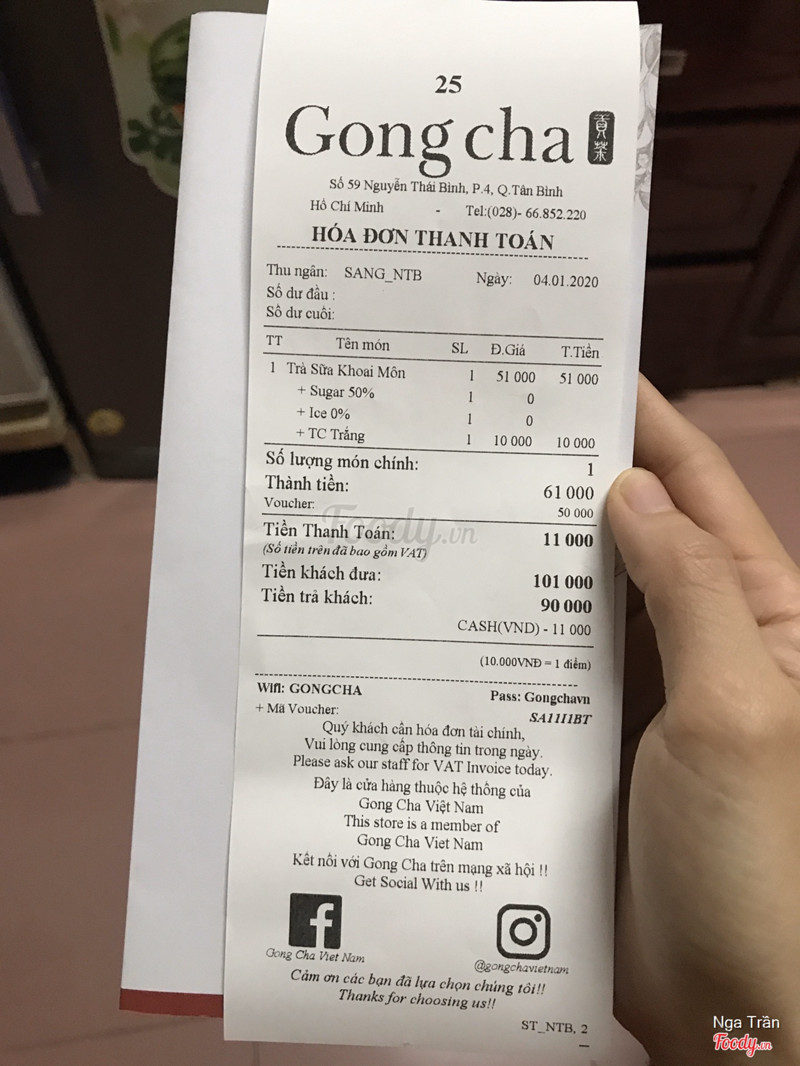 25
Gong cha 貢茶
Số 59 Nguyễn Thái Bình, P.4, Q.Tân Bình
Hồ Chí Minh - Tel:(028)- 66.852.220
HÓA ĐƠN THANH TOÁN
Thu ngân: SANG_NTB Ngày: 04.01.2020
Số dư đầu :
Số dư cuối:
TT Tên món SL Đ.Giá T.Tiền
1 Trà Sữa Khoai Môn 1 51 000 51 000
+ Sugar 50% 1 0
+ Ice 0% 1 0
+ TC Trắng 1 10 000 10 000
Số lượng món chính: 1
Thành tiền: 61 000
Voucher: 50 000
Tiền Thanh Toán: 11 000
(Số tiền trên đã bao gồm VAT)
Foody.vn
Tiền khách đưa: 101 000
Tiền trả khách: 90 000
CASH(VND) - 11 000
(10.000VNĐ = 1 điểm)
Wifi: GONGCHA Pass: Gongchavn
+ Mã Voucher: SA11I1BT
Quý khách cần hóa đơn tài chính,
Vui lòng cung cấp thông tin trong ngày.
Please ask our staff for VAT Invoice today.
Đây là cửa hàng thuộc hệ thống của
Gong Cha Việt Nam
This store is a member of
Gong Cha Viet Nam
Kết nối với Gong Cha trên mạng xã hội !!
Get Social With us !!
Gong Cha Viet Nam @gongchavietnam
Cảm ơn các bạn đã lựa chọn chúng tôi!!
Thanks for choosing us!!
ST_NTB, 2
Nga Trần
Foody.vn